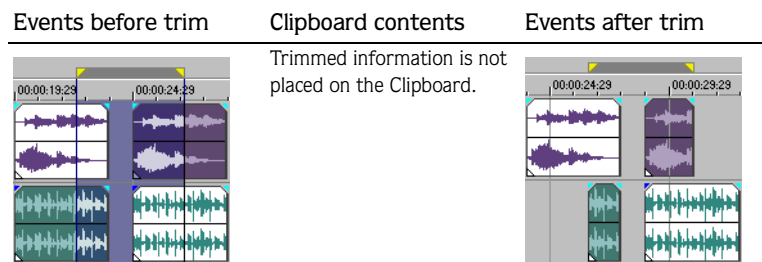 Events before trim
Clipboard contents
Events after trim
Trimmed information is not
placed on the Clipboard.
00:00:19:29
00:00:24:29
00:00:24:29
00:00:29:29